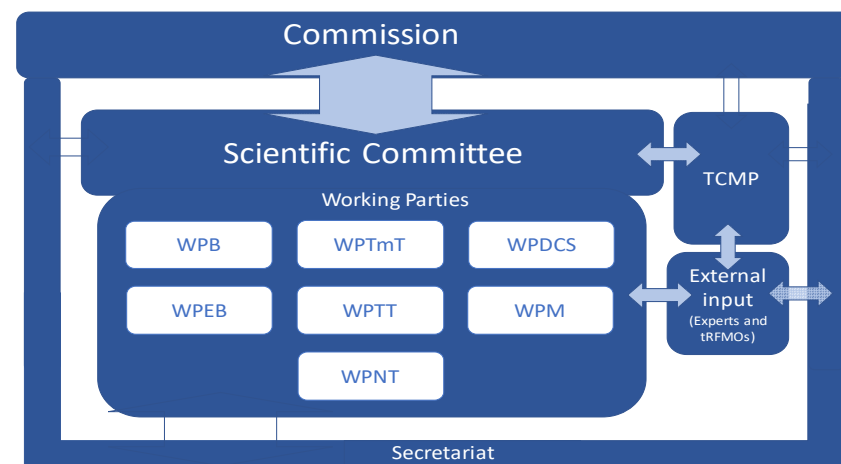 Commission
Scientific Committee
TCMP
Working Parties
WPB
WPTmT
WPDCS
WPEB
WPTT
WPM
WPNT
External
input
(Experts and
tRFMOs)
Secretariat